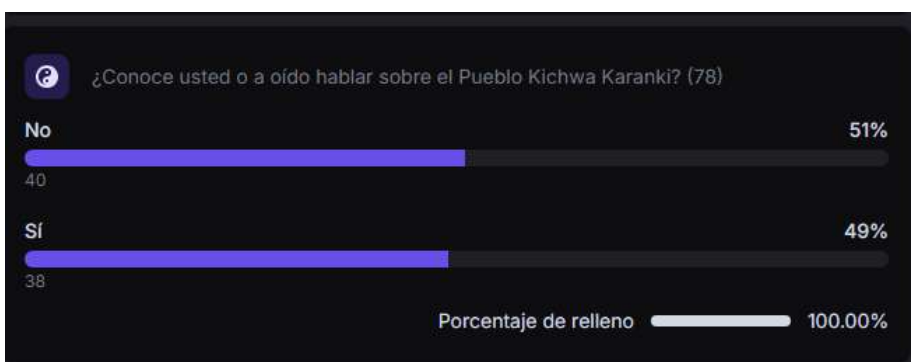 ¿Conoce usted o a oído hablar sobre el Pueblo Kichwa Karanki? (78)
No 51%
40
Sí 49%
38
Porcentaje de relleno 100.00%